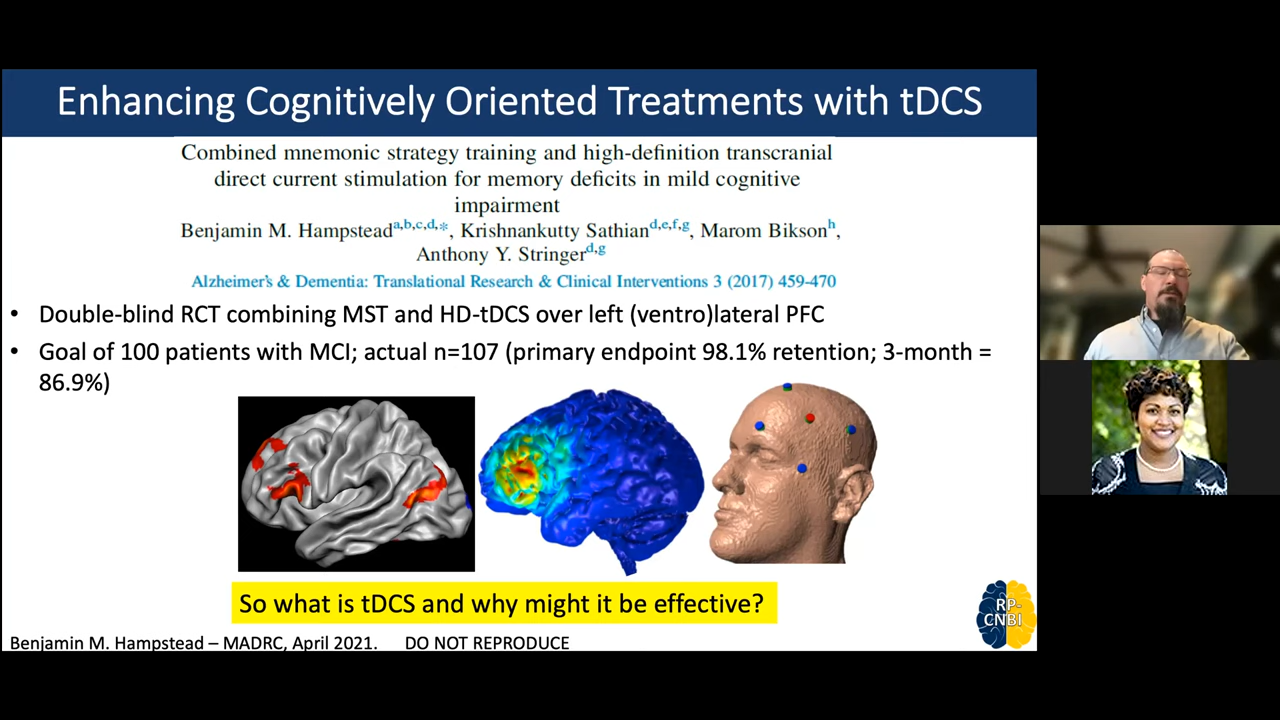 Enhancing Cognitively Oriented Treatments with tDCS
Combined mnemonic strategy training and high-definition transcranial
direct current stimulation for memory deficits in mild cognitive
impairment
Benjamin M. Hampstead a,b,c,d,*, Krishnankutty Sathian d,e,f,g, Marom Bikson h,
Anthony Y. Stringer d,g
Alzheimer's & Dementia: Translational Research & Clinical Interventions 3 (2017) 459-470
• Double-blind RCT combining MST and HD-tDCS over left (ventro)lateral PFC
• Goal of 100 patients with MCI; actual n=107 (primary endpoint 98.1% retention; 3-month =
86.9%)
So what is tDCS and why might it be effective?
RP-
CNBI
Benjamin M. Hampstead – MADRC, April 2021. DO NOT REPRODUCE